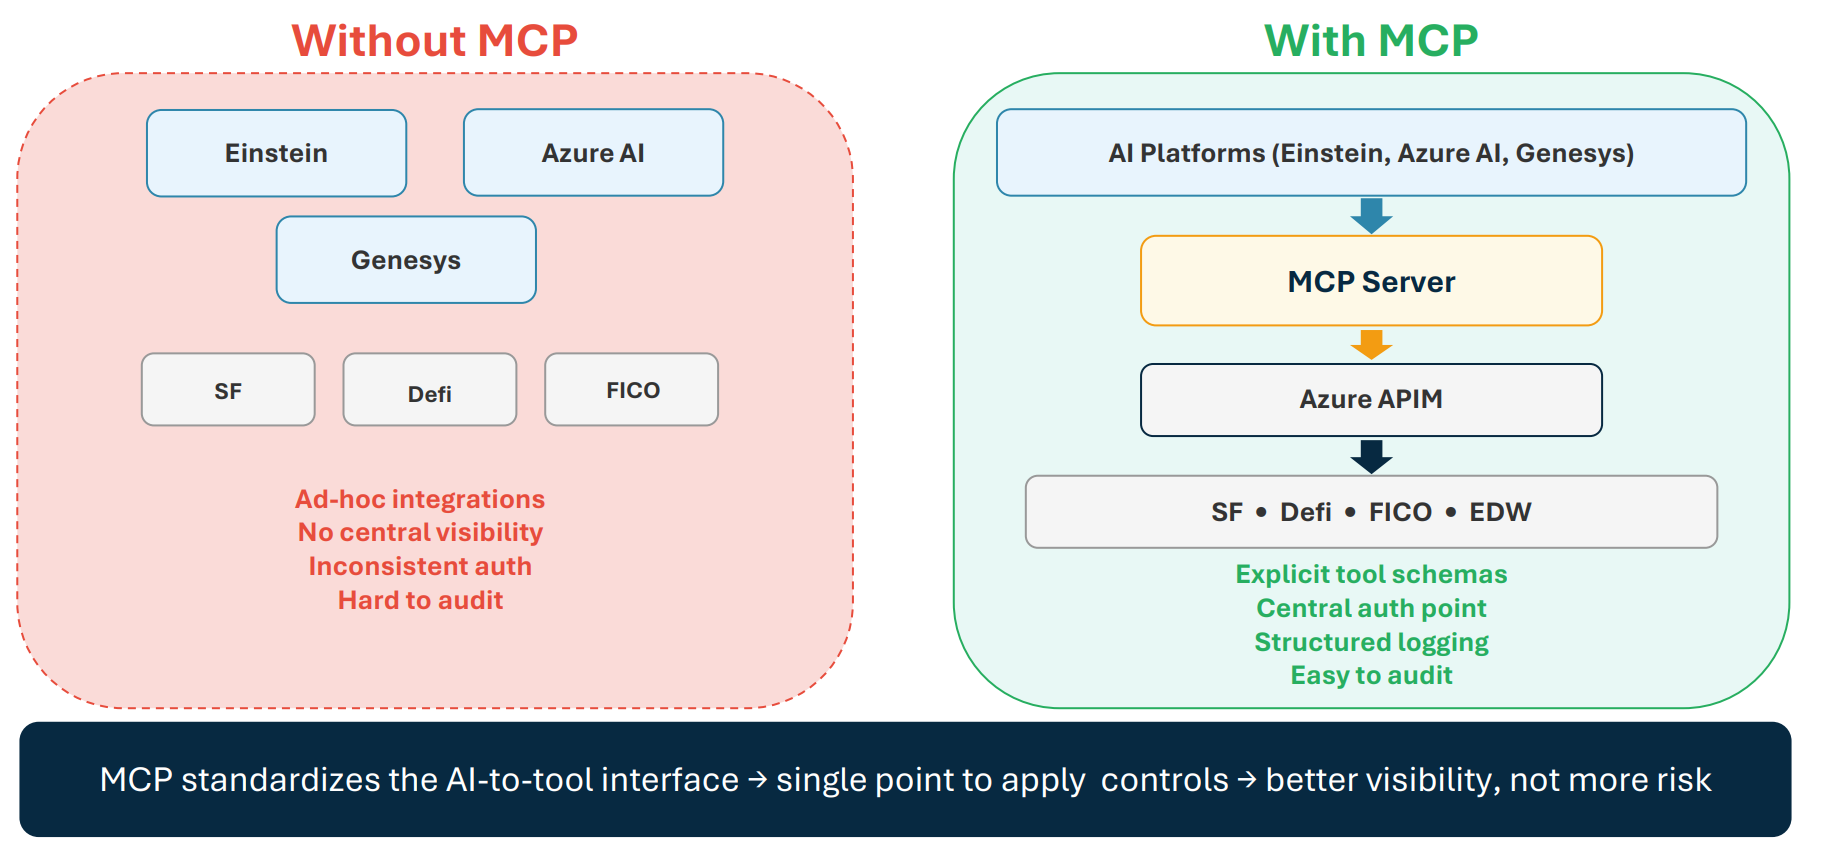 Without MCP
Einstein
Azure AI
Genesys
SF
Defi
FICO
Ad-hoc integrations
No central visibility
Inconsistent auth
Hard to audit
With MCP
AI Platforms (Einstein, Azure AI, Genesys)
MCP Server
Azure APIM
SF • Defi • FICO • EDW
Explicit tool schemas
Central auth point
Structured logging
Easy to audit
MCP standardizes the AI-to-tool interface → single point to apply  controls → better visibility, not more risk